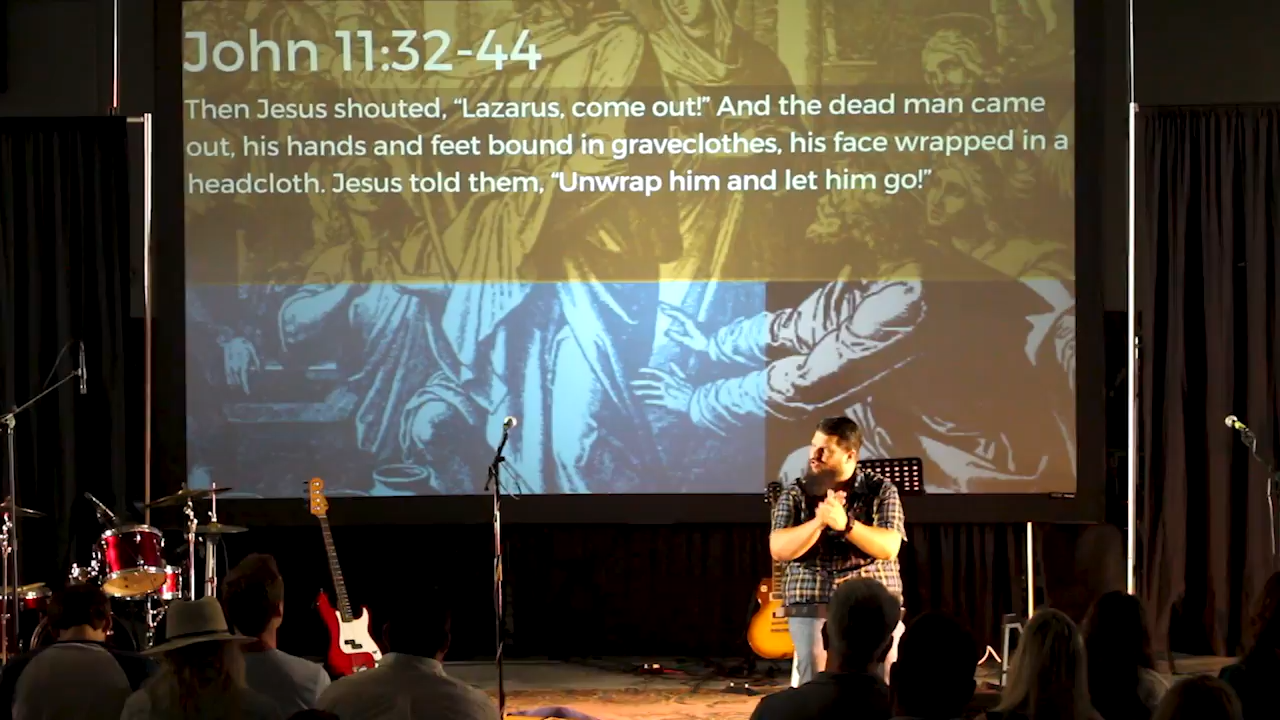 John 11:32-44
Then Jesus shouted, “Lazarus, come out!” And the dead man came
out, his hands and feet bound in graveclothes, his face wrapped in a
headcloth. Jesus told them, “Unwrap him and let him go!”